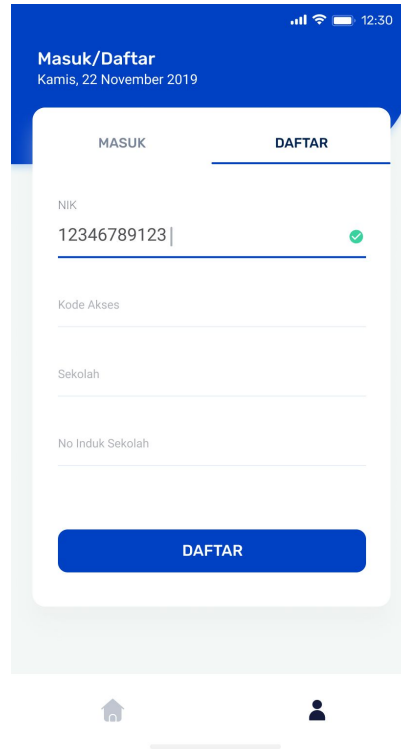 12:30
Masuk/Daftar
Kamis, 22 November 2019
MASUK DAFTAR
NIK
12346789123
Kode Akses
Sekolah
No Induk Sekolah
DAFTAR